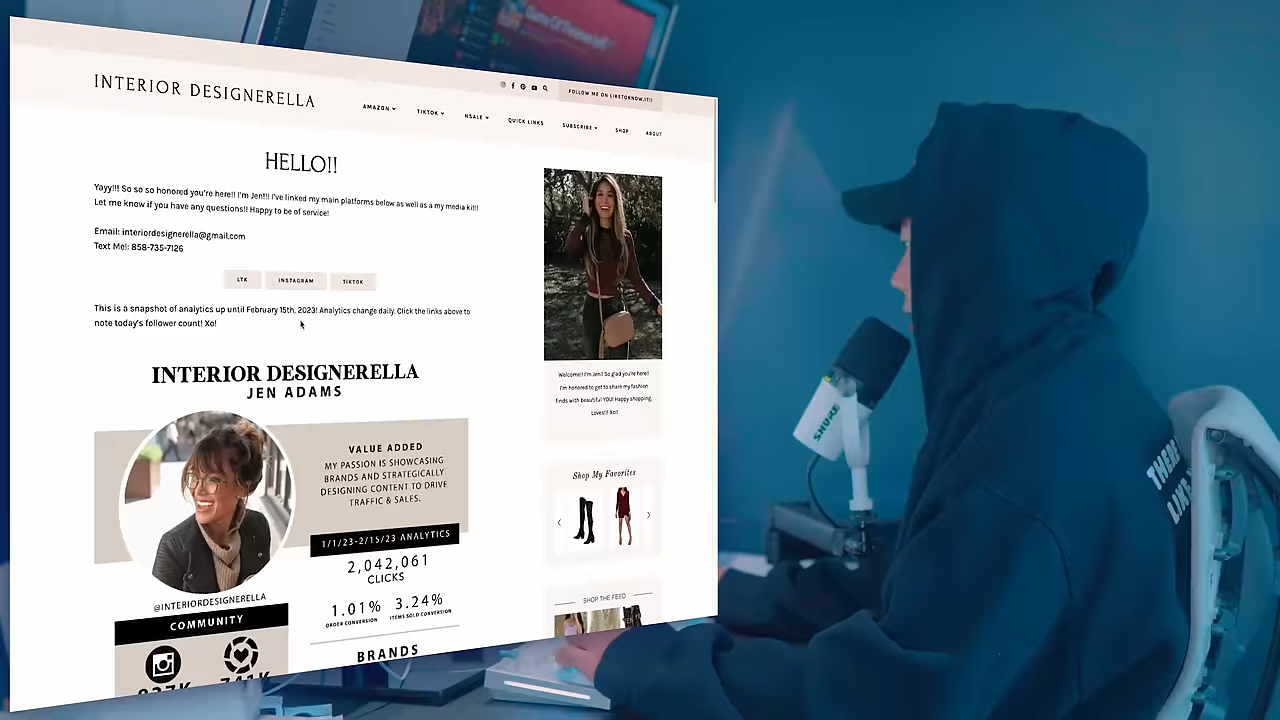 INTERIOR DESIGNERELLA
FOLLOW ME ON LIKETOKNOW.IT!!
AMAZON
TIKTOK
NSALE
QUICK LINKS
SUBSCRIBE
SHOP
ABOUT
HELLO!!
Yayy!!! So so so honored you're here!! I'm Jen!!! I've linked my main platforms below as well as a my media kit!!
Let me know if you have any questions!! Happy to be of service!
Email: interiordesignerella@gmail.com
Text Me!: 858-735-7126
LTK
INSTAGRAM
TIKTOK
This is a snapshot of analytics up until February 15th, 2023! Analytics change daily. Click the links above to
note today's follower count! Xo!
INTERIOR DESIGNERELLA
JEN ADAMS
VALUE ADDED
MY PASSION IS SHOWCASING
BRANDS AND STRATEGICALLY
DESIGNING CONTENT TO DRIVE
TRAFFIC & SALES.
1/1/23-2/15/23 ANALYTICS
2,042,061
CLICKS
1.01%
ORDER CONVERSION
3.24%
ITEMS SOLD CONVERSION
BRANDS
@INTERIORDESIGNERELLA
COMMUNITY
Welcome!! I'm Jen!! So glad you're here!!
I'm honored to get to share my fashion
finds with beautiful YOU! Happy shopping,
Loves!!! Xo!!
Shop My Favorites
SHOP THE FEED
SHURE
THERE
LIKE